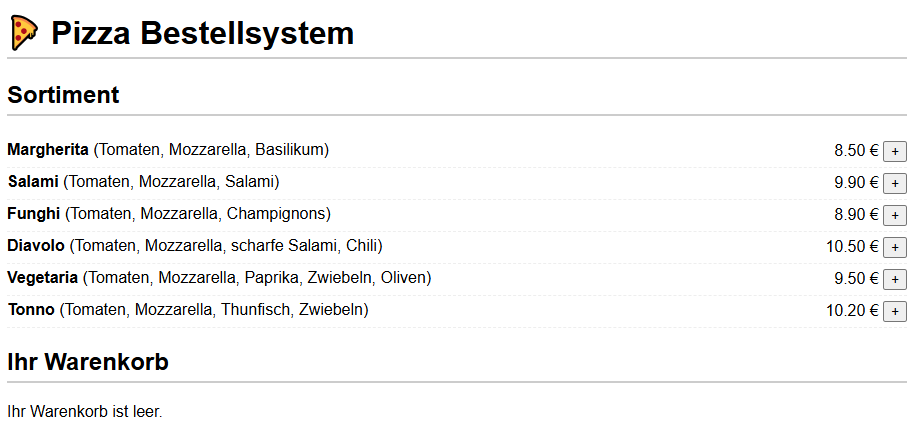 Pizza Bestellsystem
Sortiment
Margherita (Tomaten, Mozzarella, Basilikum) 8.50 € +
Salami (Tomaten, Mozzarella, Salami) 9.90 € +
Funghi (Tomaten, Mozzarella, Champignons) 8.90 € +
Diavolo (Tomaten, Mozzarella, scharfe Salami, Chili) 10.50 € +
Vegetaria (Tomaten, Mozzarella, Paprika, Zwiebeln, Oliven) 9.50 € +
Tonno (Tomaten, Mozzarella, Thunfisch, Zwiebeln) 10.20 € +
Ihr Warenkorb
Ihr Warenkorb ist leer.